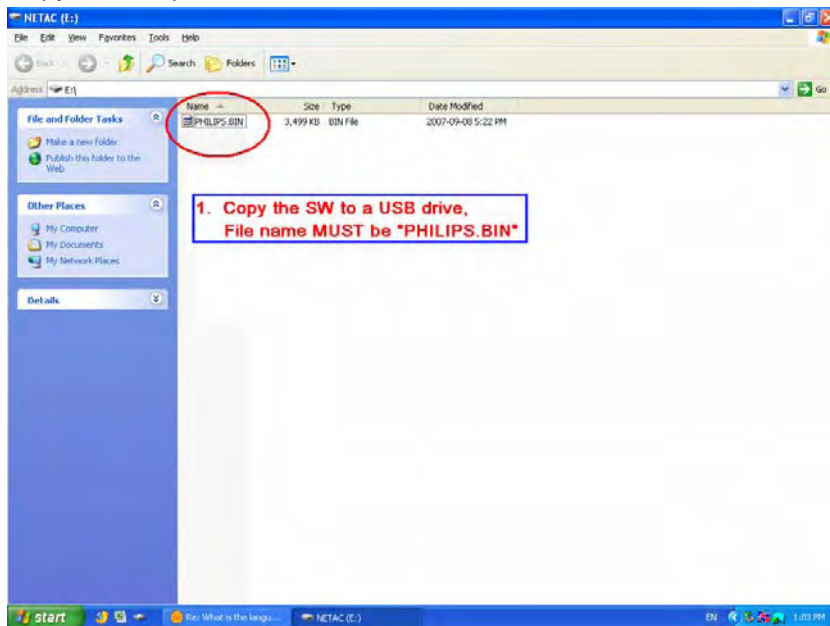 NETAC (E:)
File Edit View Favorites Tools Help
Back Search Folders
Address E:\ Go
File and Folder Tasks
Make a new folder
Publish this folder to the
Web
Other Places
My Computer
My Documents
My Network Places
Details
Name Size Type Date Modified
PHILIPS.BIN 3,499 KB BIN File 2007-09-08 5:22 PM
1. Copy the SW to a USB drive,
File name MUST be "PHILIPS.BIN"
start Re: What is the langu... NETAC (E:) EN 1:03 PM